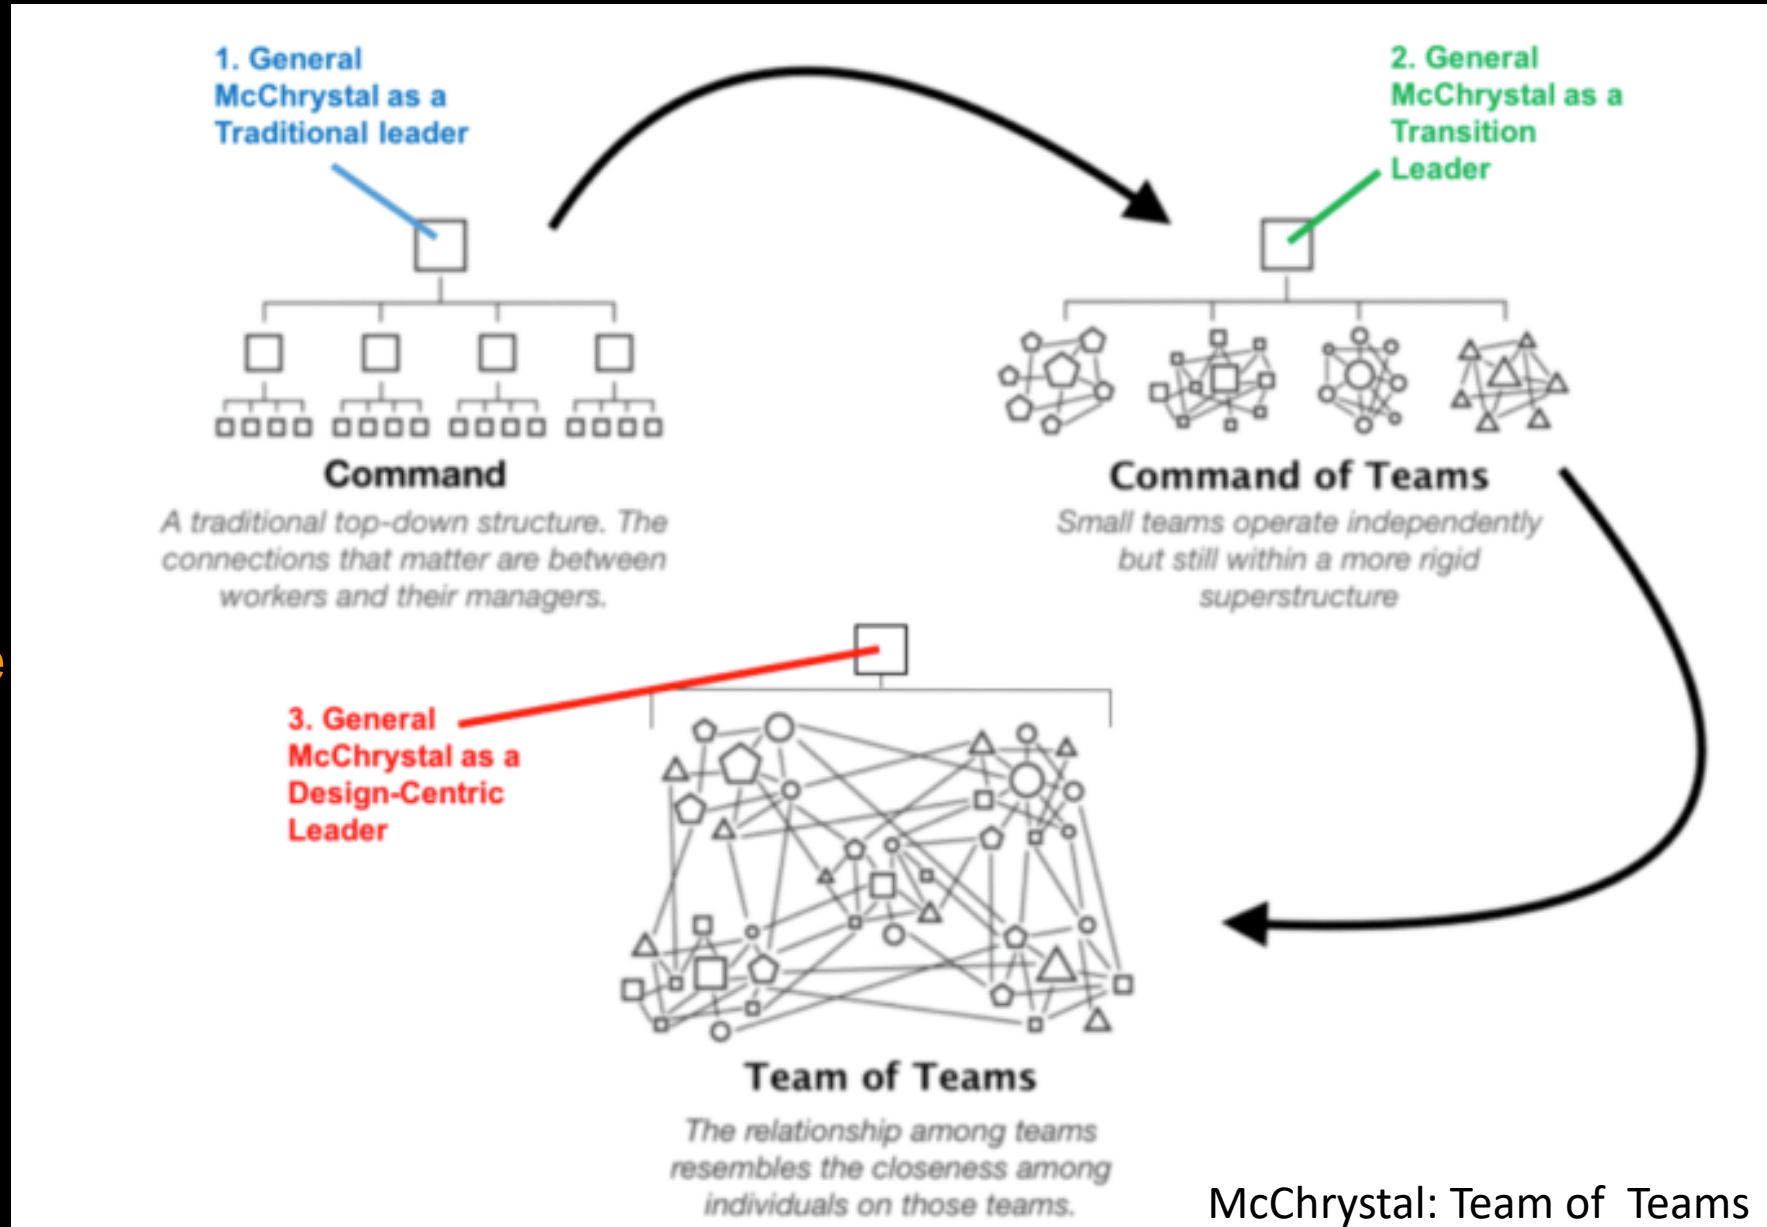 1. General
McChrystal as a
Traditional leader
2. General
McChrystal as a
Transition
Leader
Command
A traditional top-down structure. The
connections that matter are between
workers and their managers.
Command of Teams
Small teams operate independently
but still within a more rigid
superstructure
3. General
McChrystal as a
Design-Centric
Leader
Team of Teams
The relationship among teams
resembles the closeness among
individuals on those teams.
McChrystal: Team of  Teams